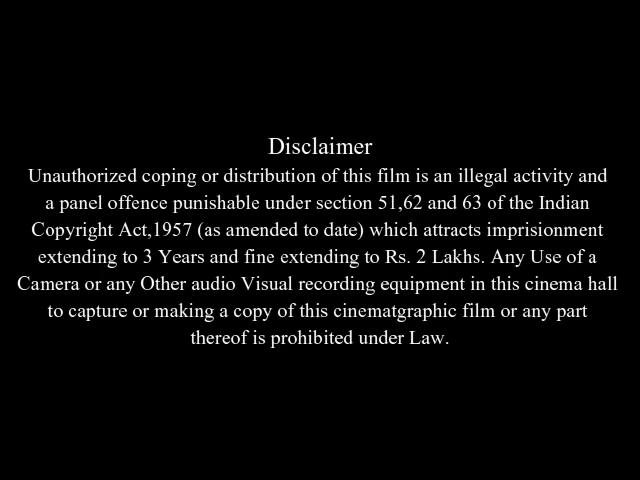 Disclaimer
Unauthorized coping or distribution of this film is an illegal activity and
a panel offence punishable under section 51,62 and 63 of the Indian
Copyright Act,1957 (as amended to date) which attracts imprisionment
extending to 3 Years and fine extending to Rs. 2 Lakhs. Any Use of a
Camera or any Other audio Visual recording equipment in this cinema hall
to capture or making a copy of this cinematgraphic film or any part
thereof is prohibited under Law.